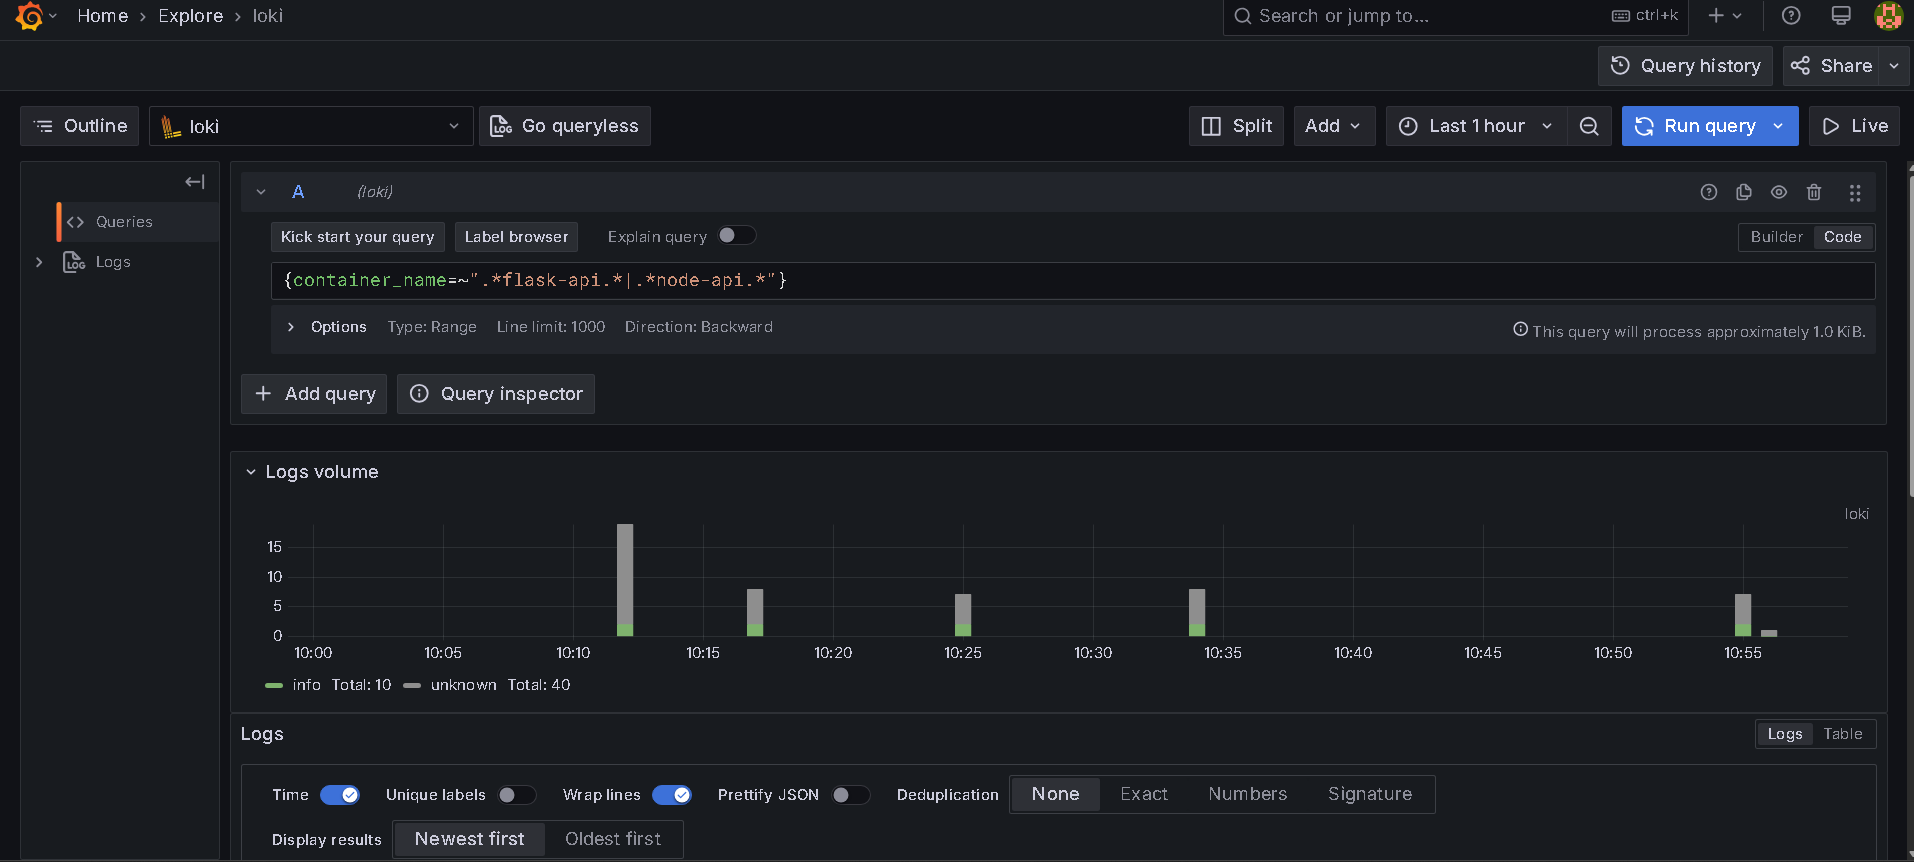 Home › Explore › loki
Search or jump to... ctrl+k
Query history Share
Outline loki Go queryless Split Add Last 1 hour Run query Live
Queries
Logs
A (loki)
Kick start your query Label browser Explain query Builder Code
{container_name=~".*flask-api.*|.*node-api.*"}
Options Type: Range Line limit: 1000 Direction: Backward This query will process approximately 1.0 KiB.
Add query Query inspector
Logs volume
loki
15
10
5
0
10:00 10:05 10:10 10:15 10:20 10:25 10:30 10:35 10:40 10:45 10:50 10:55
info Total: 10 unknown Total: 40
Logs Logs Table
Time Unique labels Wrap lines Prettify JSON Deduplication None Exact Numbers Signature
Display results Newest first Oldest first